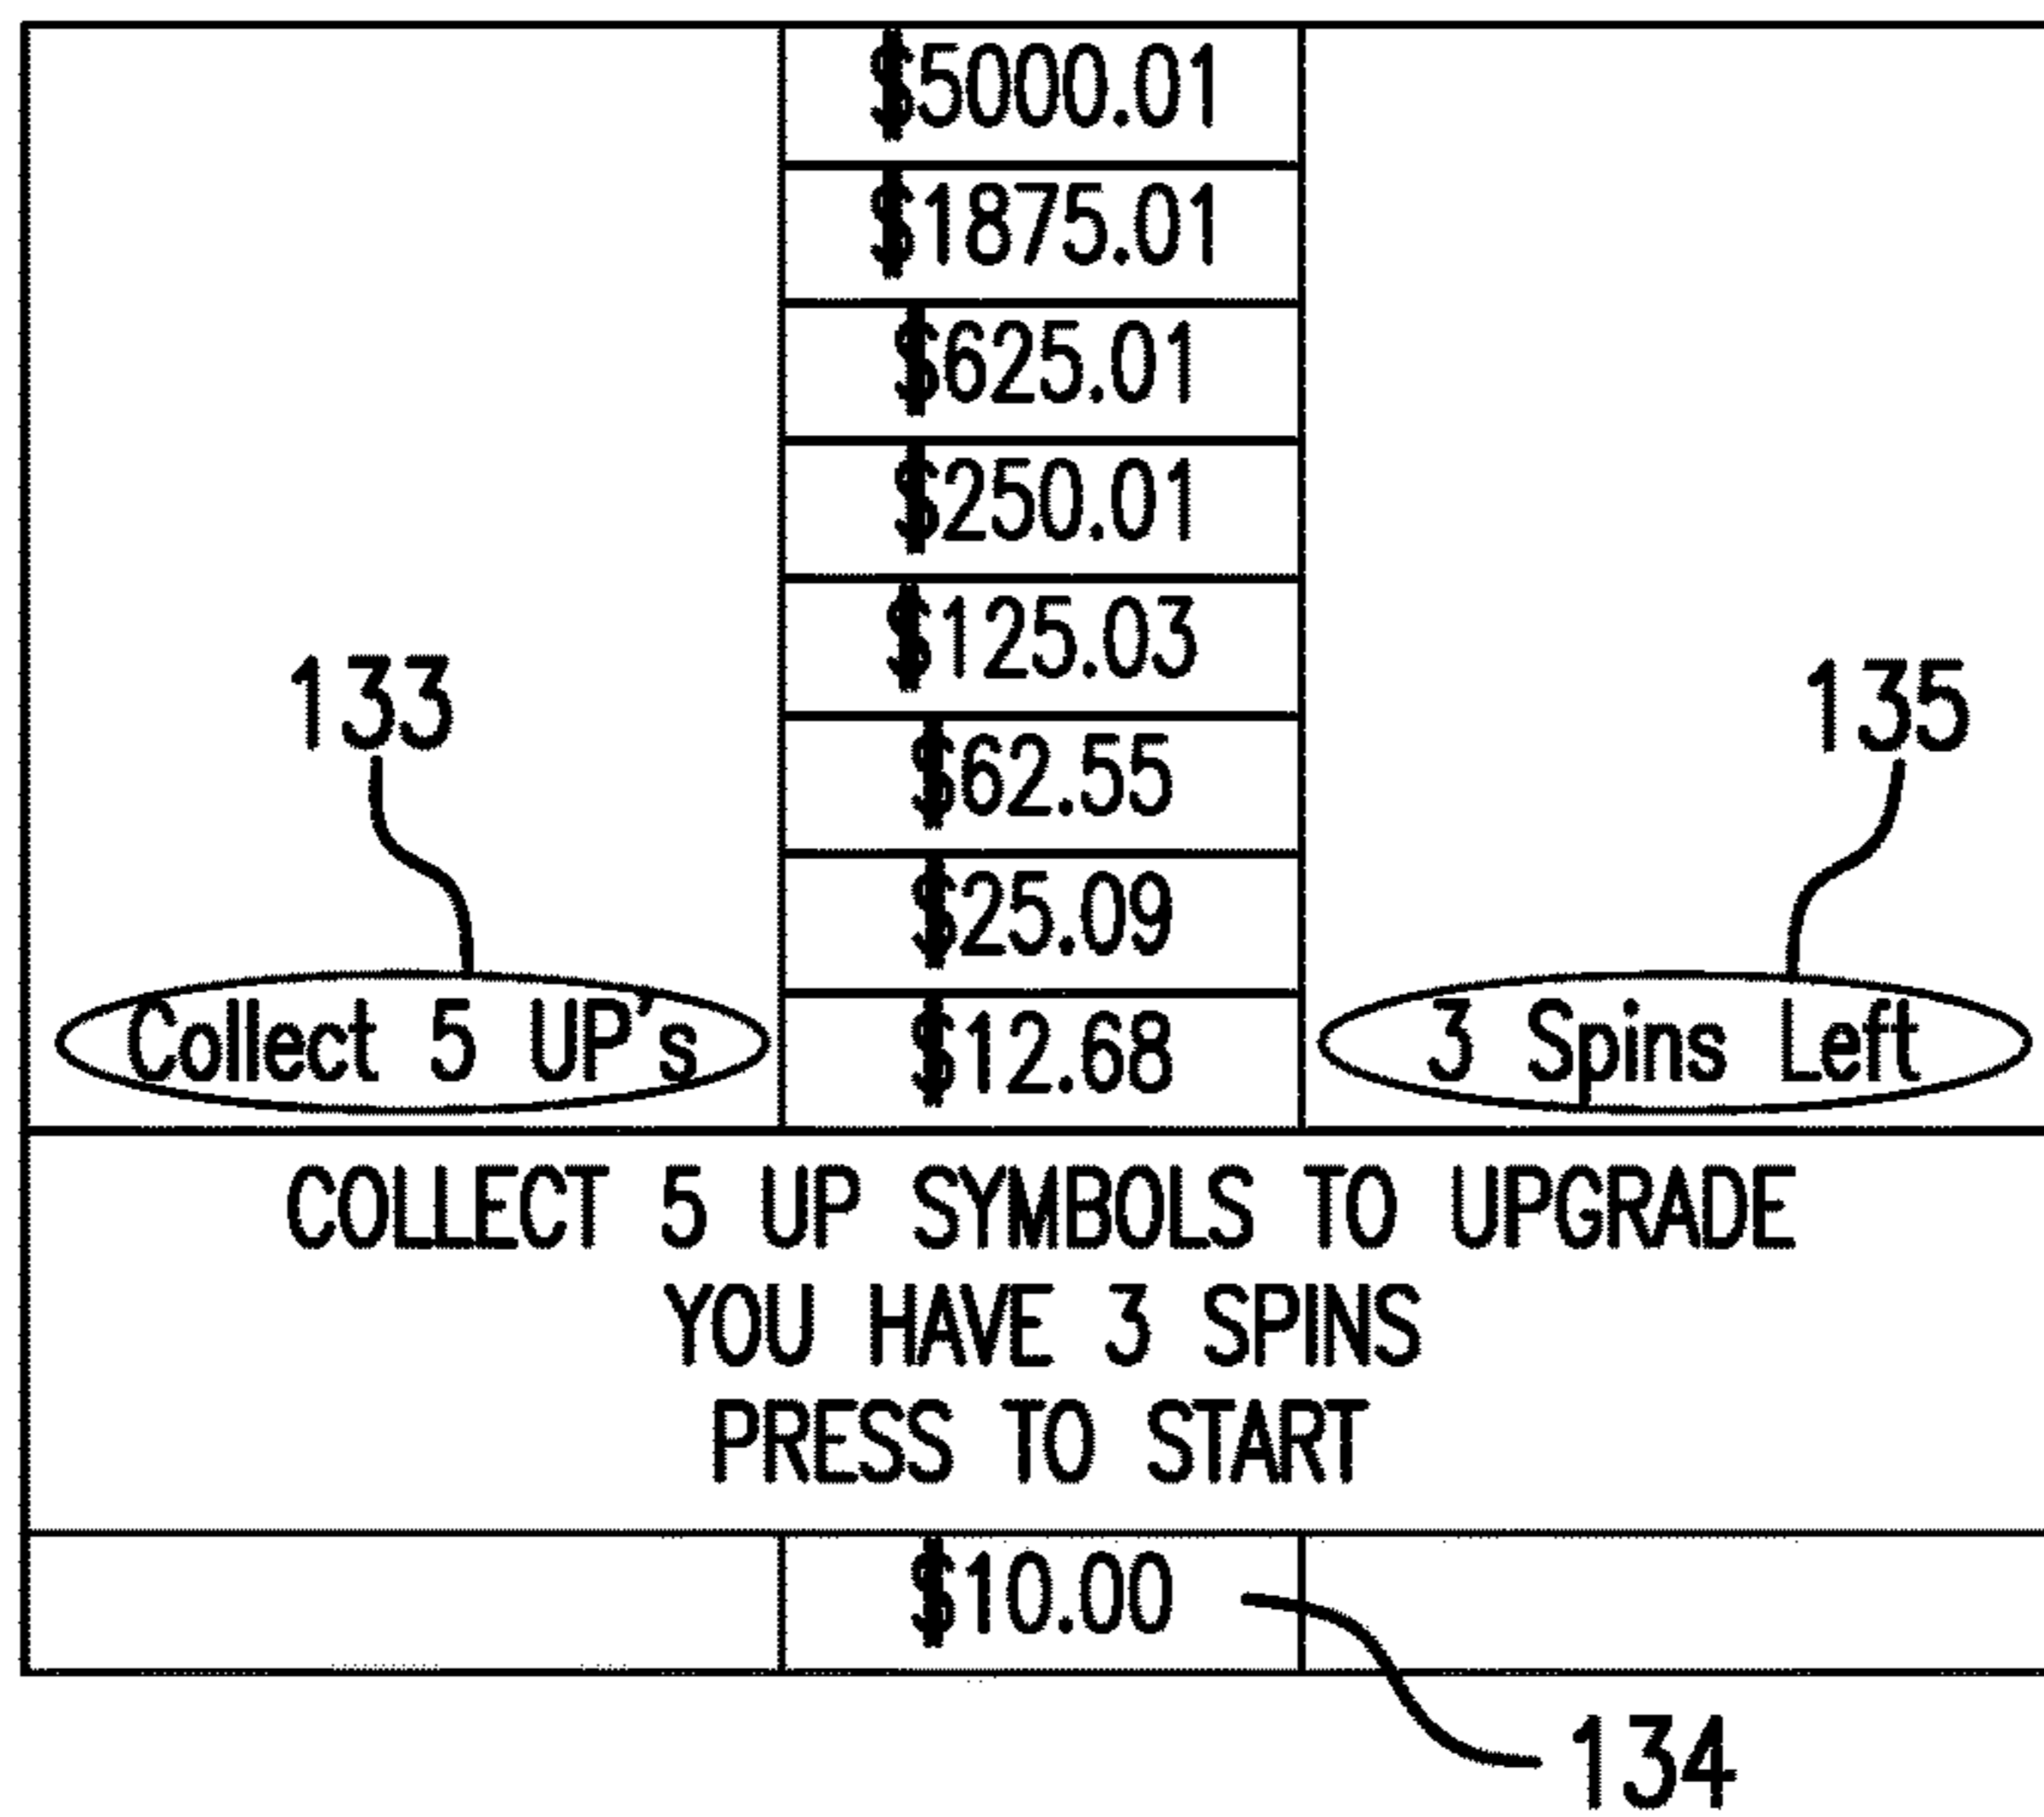 $5000.01
$1875.01
$625.01
$250.01
$125.03
133
135
$62.55
$25.09
Collect 5 UP's
$12.68
3 Spins Left
COLLECT 5 UP SYMBOLS TO UPGRADE
YOU HAVE 3 SPINS
PRESS TO START
$10.00
134